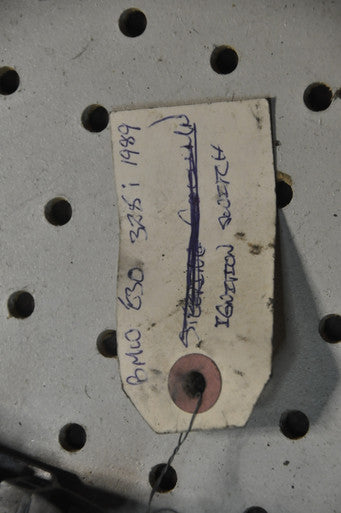 BMW E30 325i 1989
IGNITION SWITCH